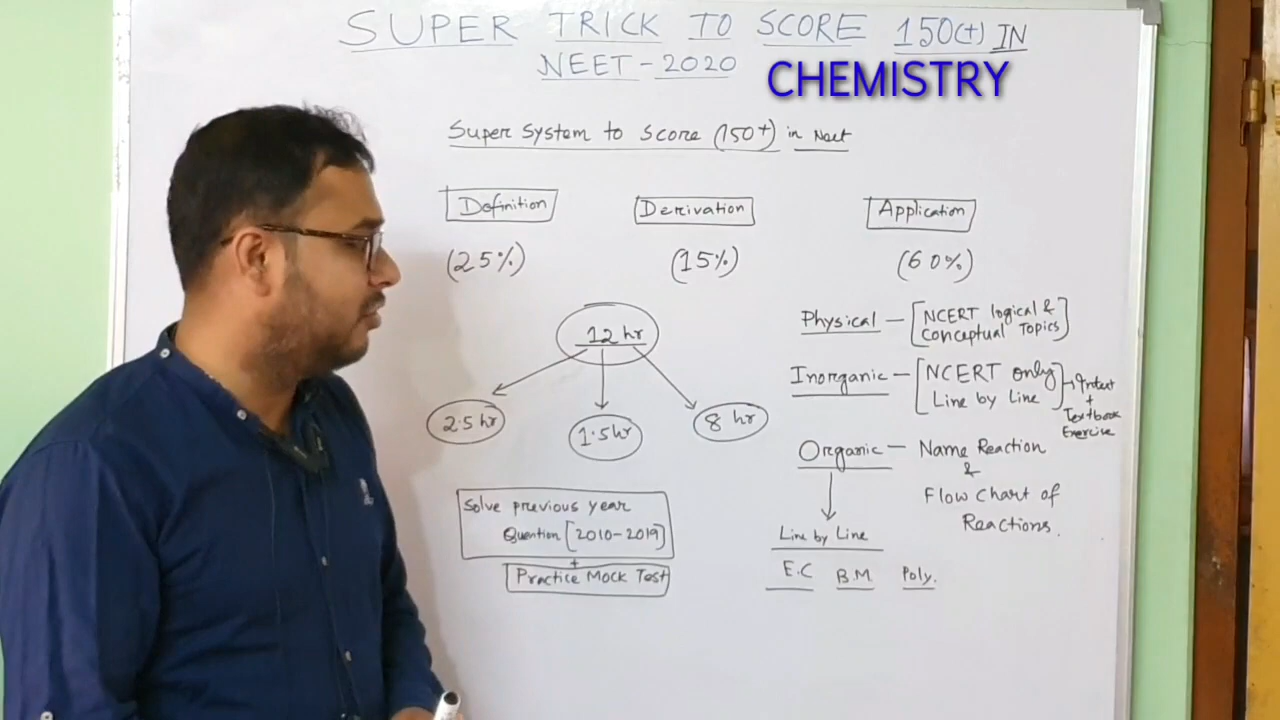 SUPER TRICK TO SCORE 150(+) IN
NEET - 2020
CHEMISTRY
Super System to Score (150+) in Neet
Definition
Derivation
Application
(25%)
(15%)
(60%)
12 hr
2.5 hr
1.5 hr
8 hr
Solve previous year
Question [2010-2019]
+
Practice Mock Test
Physical - [NCERT logical &
Conceptual Topics]
Inorganic - [NCERT only
Line by Line]
Intext
+
Textbook
Exercise
Organic - Name Reaction
&
Flow Chart of
Reactions.
Line by Line
E.C B.M Poly.